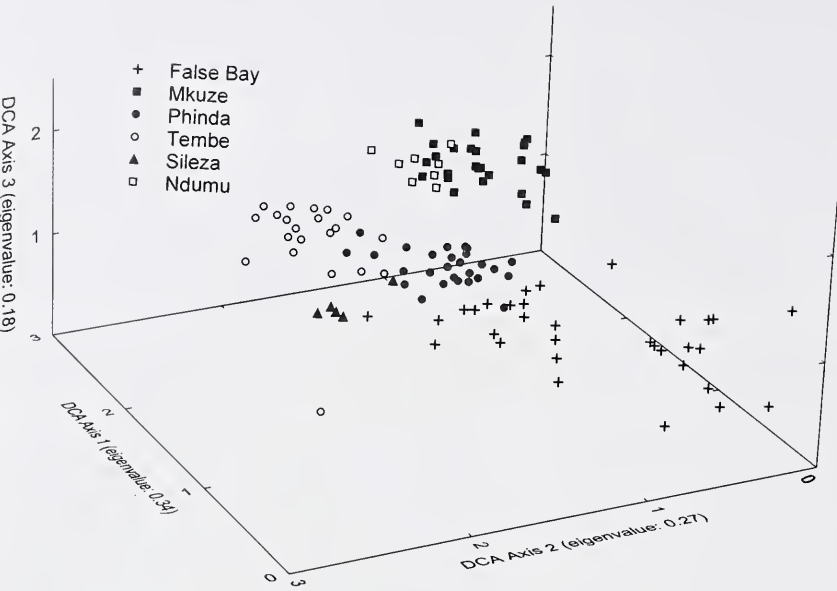 False Bay
Mkuze
Phinda
Tembe
Sileza
Ndumu
DCA Axis 3 (eigenvalue: 0.18)
2
1
3
2
1
0
DCA Axis 1 (eigenvalue: 0.34)
3
2
1
0
DCA Axis 2 (eigenvalue: 0.27)